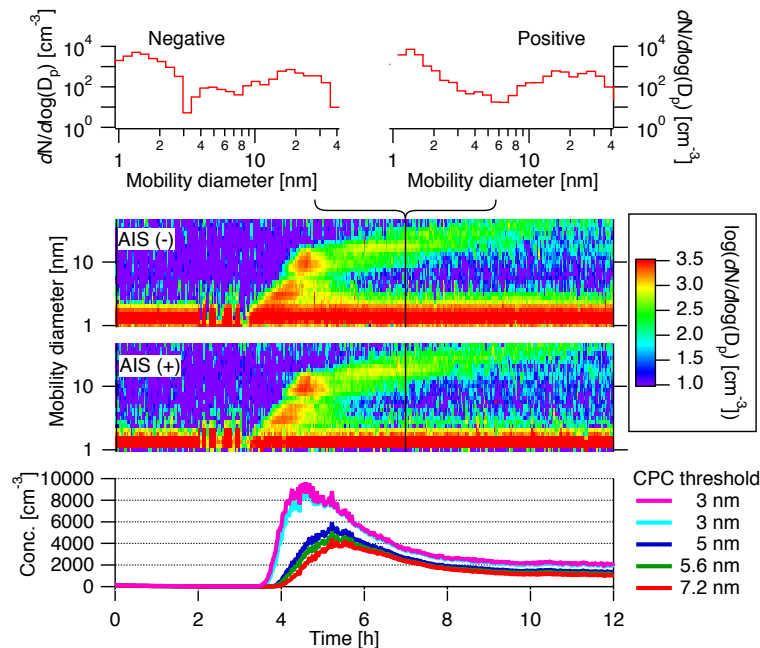 Negative
Positive
dN/dlog(Dp) [cm-3]
10^4
10^2
10^0
10^4
10^2
10^0
dN/dlog(Dp) [cm-3]
1 2 4 6 8 10 2 4
1 2 4 6 8 10 2 4
Mobility diameter [nm]
Mobility diameter [nm]
AIS (-)
10
1
AIS (+)
10
1
Mobility diameter [nm]
3.5
3.0
2.5
2.0
1.5
1.0
log(dN/dlog(Dp) [cm-3])
10000
8000
6000
4000
2000
0
Conc. [cm-3]
0 2 4 6 8 10 12
Time [h]
CPC threshold
3 nm
3 nm
5 nm
5.6 nm
7.2 nm